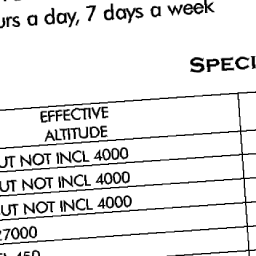 urs a day, 7 days a week
SPECI
EFFECTIVE
ALTITUDE
UT NOT INCL 4000
UT NOT INCL 4000
UT NOT INCL 4000
27000